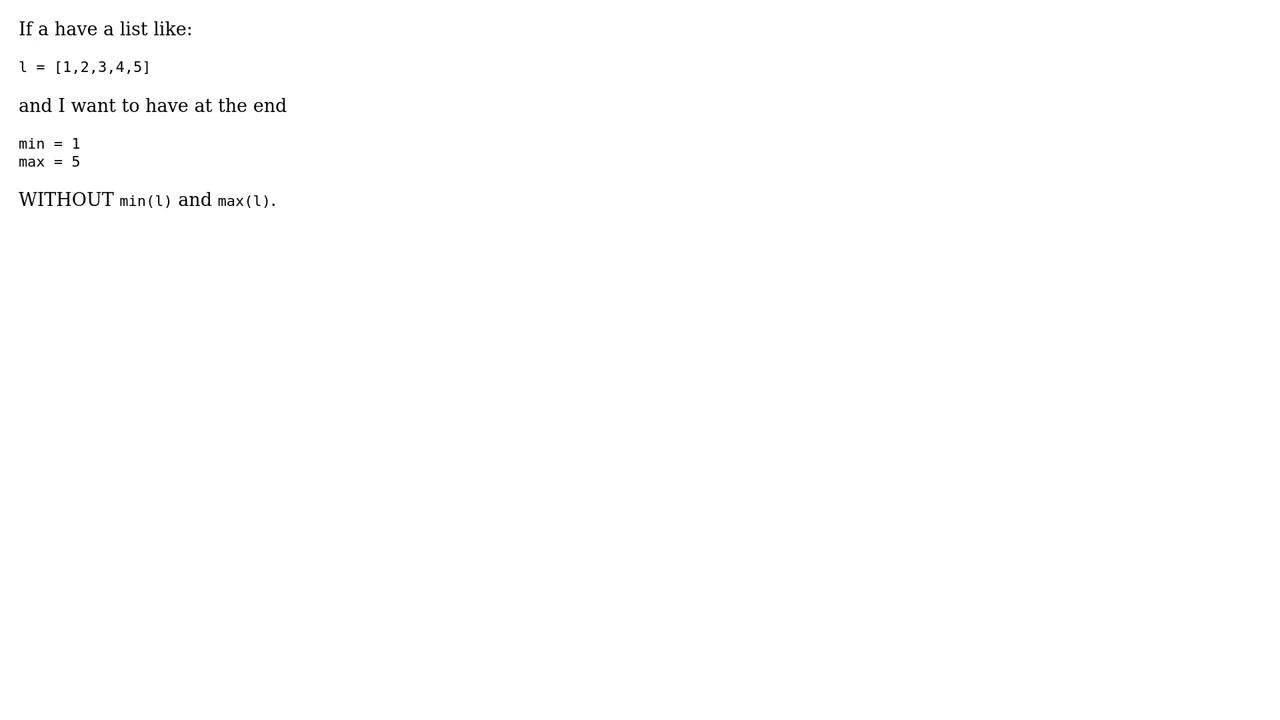 If a have a list like:
l = [1,2,3,4,5]
and I want to have at the end
min = 1
max = 5
WITHOUT min(l) and max(l).